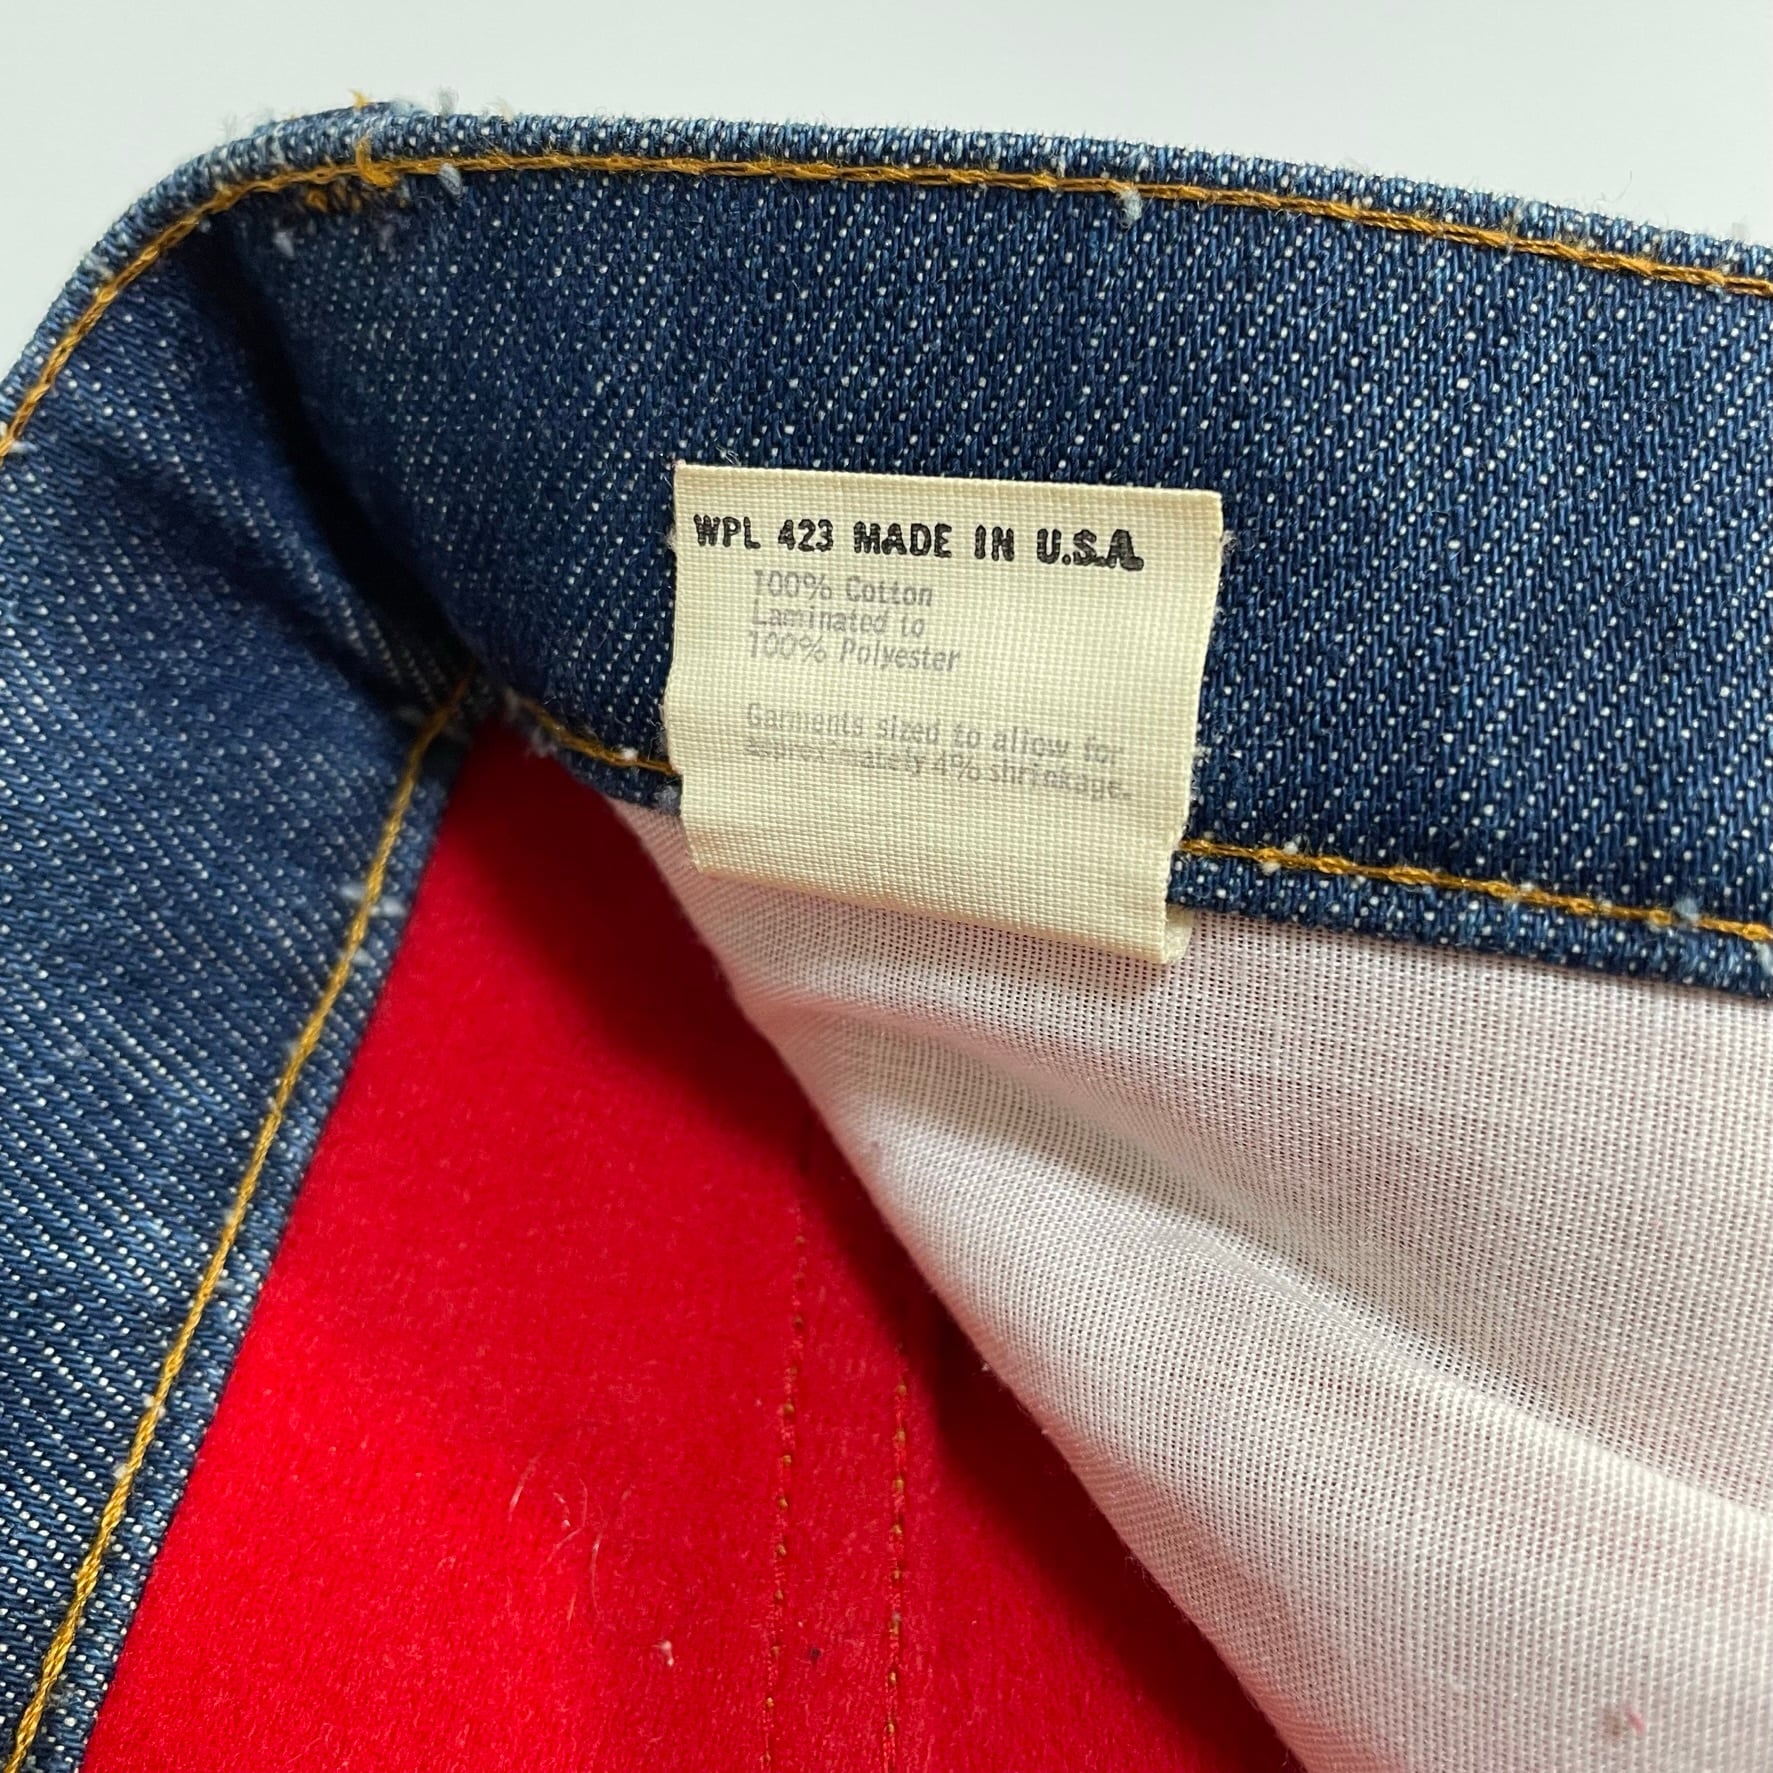 WPL 423 MADE IN U.S.A.
100% Cotton
Laminated to
100% Polyester
Garments sized to allow for
approximately 4% shrinkage.